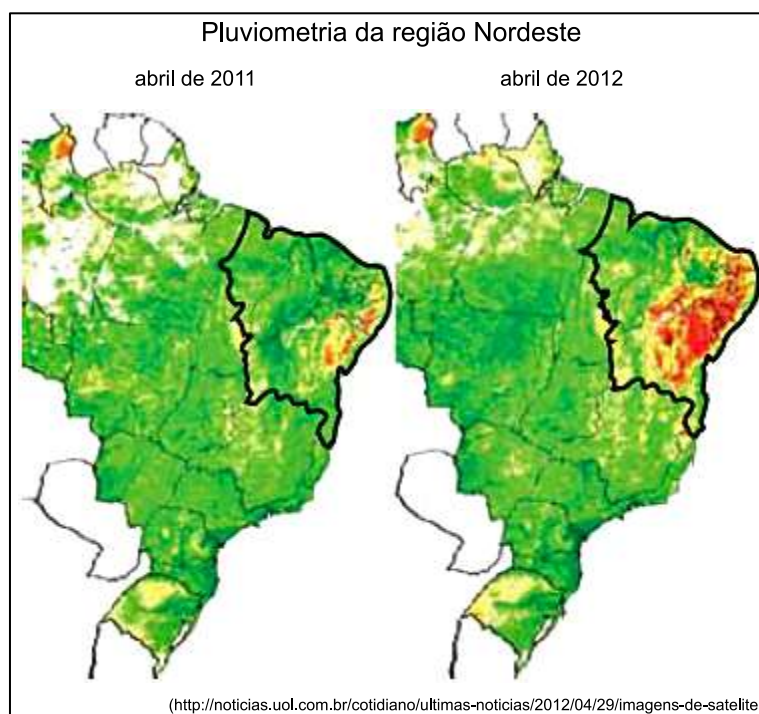 Pluviometria da região Nordeste
abril de 2011
abril de 2012
(http://noticias.uol.com.br/cotidiano/ultimas-noticias/2012/04/29/imagens-de-satelite